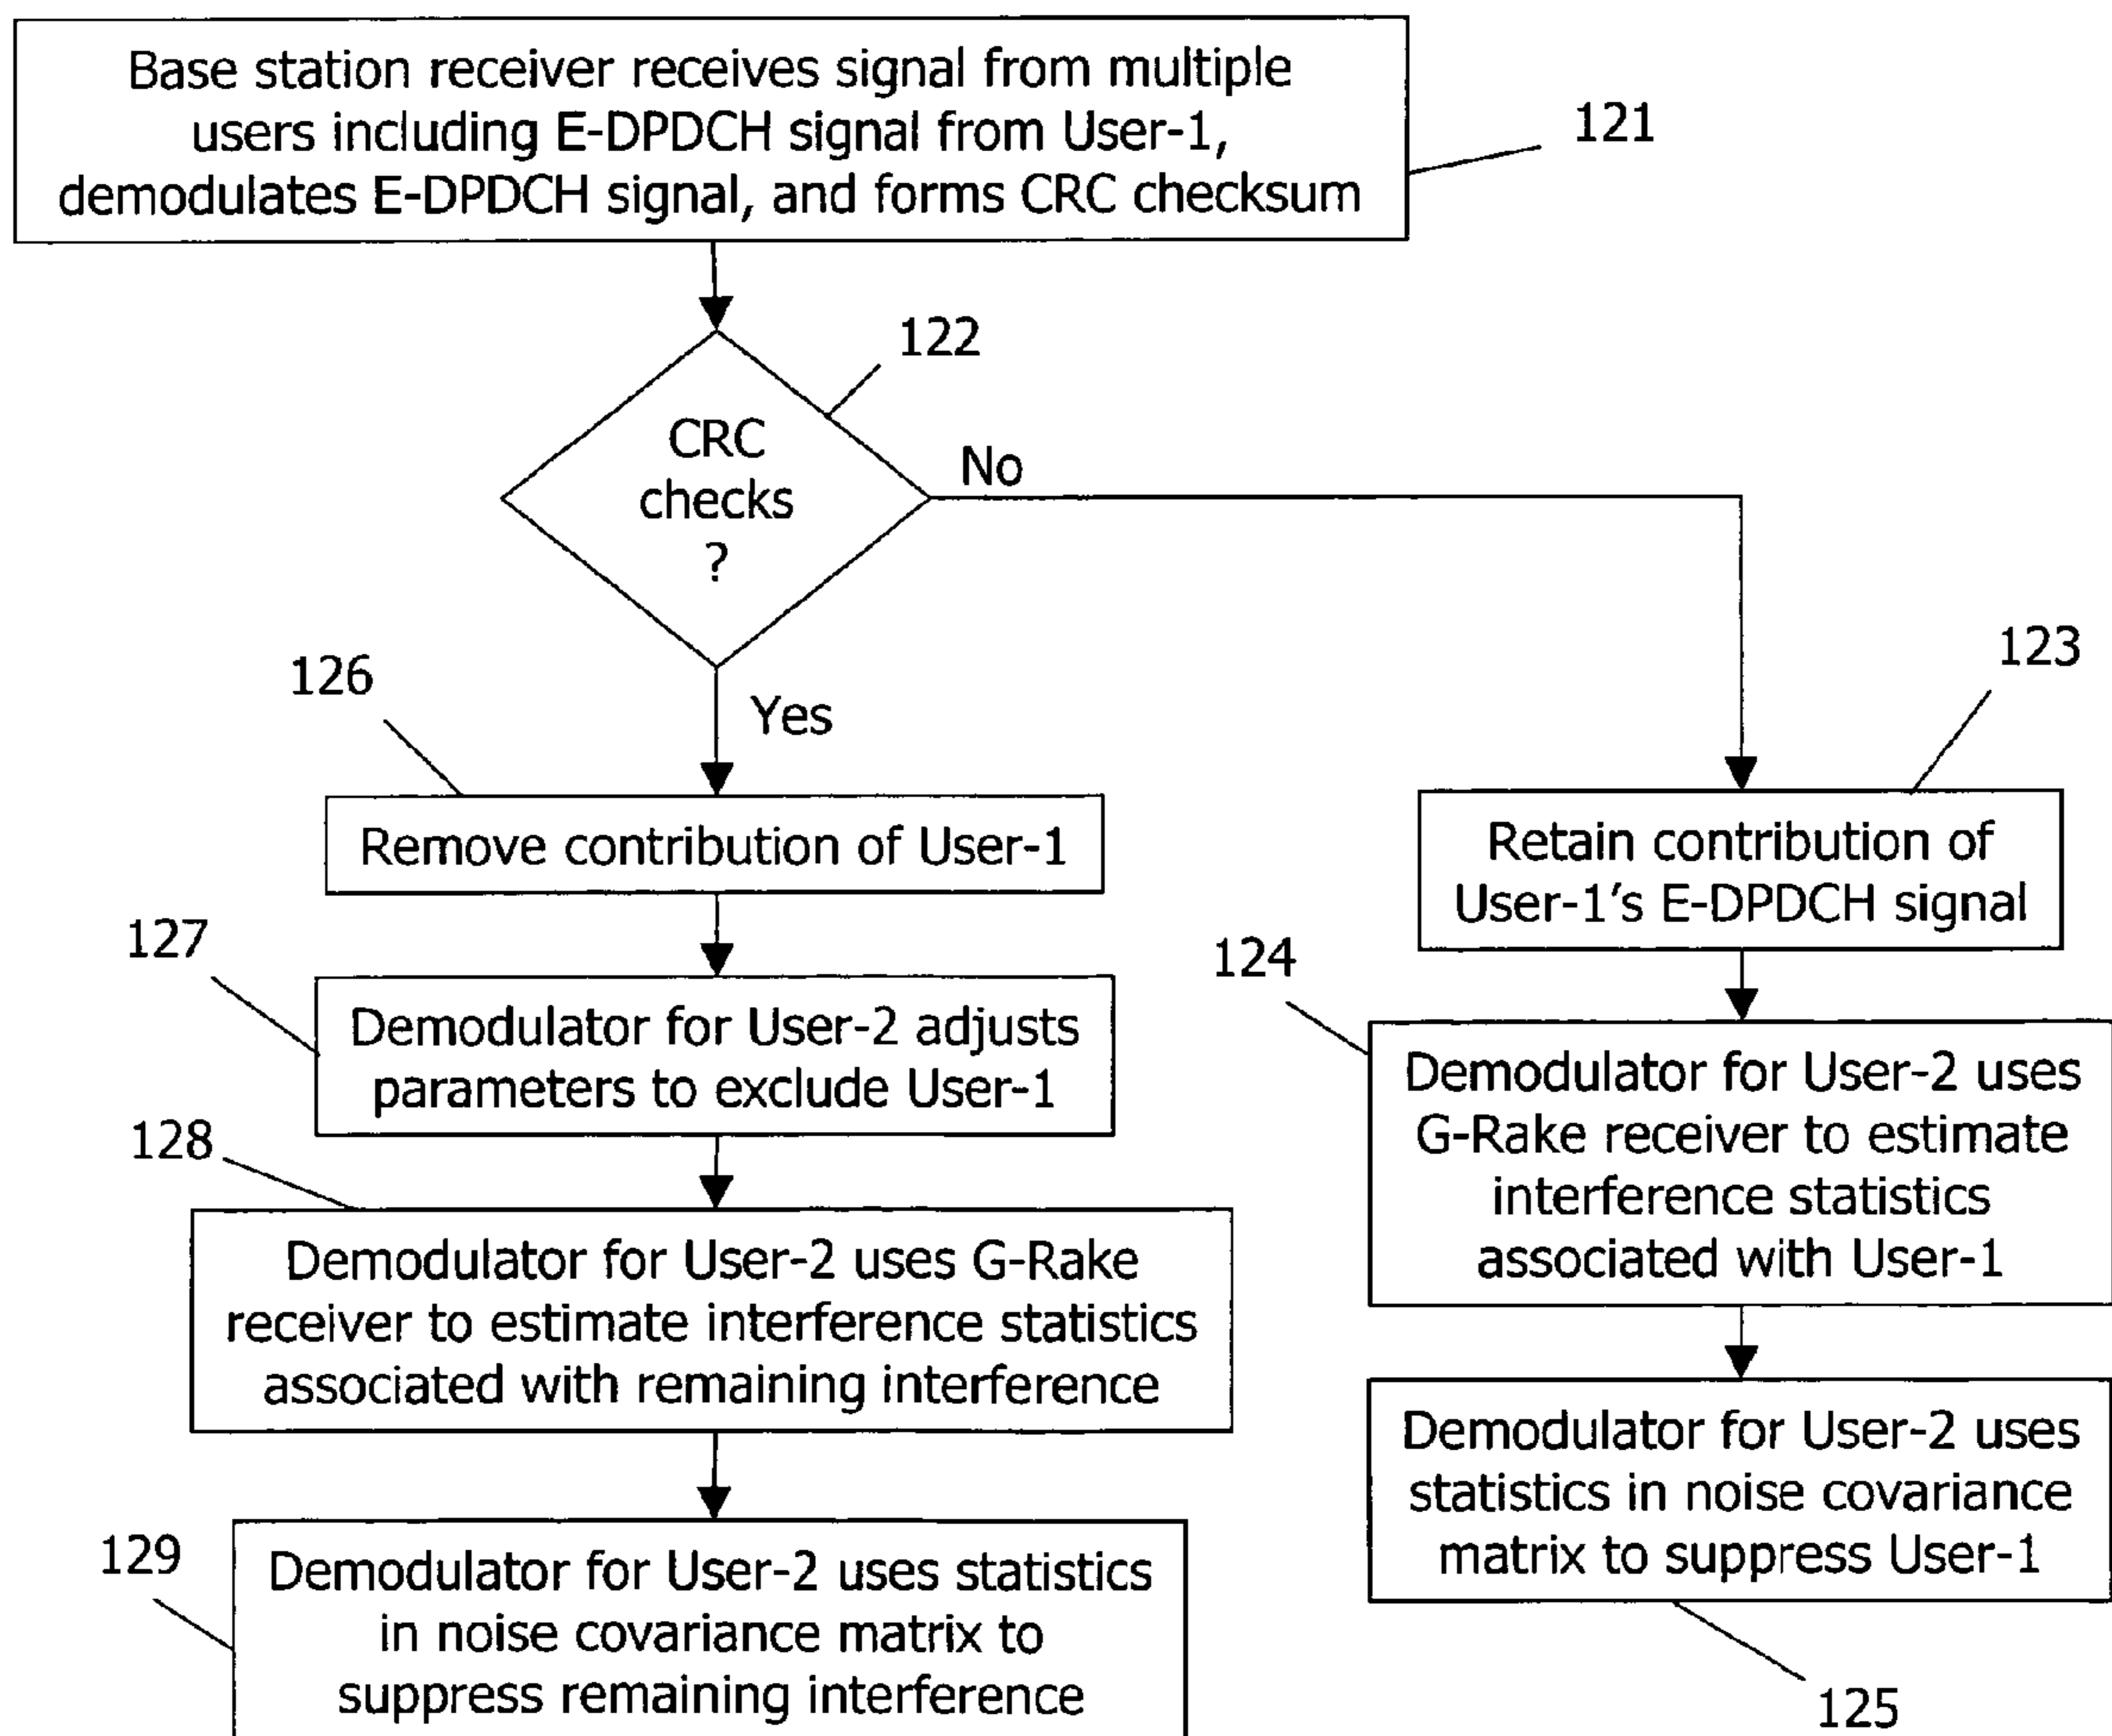 Base station receiver receives signal from multiple
users including E-DPDCH signal from User-1,
demodulates E-DPDCH signal, and forms CRC checksum
121
122
CRC
checks
?
No
Yes
126
123
Remove contribution of User-1
Retain contribution of
User-1's E-DPDCH signal
127
Demodulator for User-2 adjusts
parameters to exclude User-1
124
Demodulator for User-2 uses
G-Rake receiver to estimate
interference statistics
associated with User-1
128
Demodulator for User-2 uses G-Rake
receiver to estimate interference statistics
associated with remaining interference
Demodulator for User-2 uses
statistics in noise covariance
matrix to suppress User-1
125
129
Demodulator for User-2 uses statistics
in noise covariance matrix to
suppress remaining interference